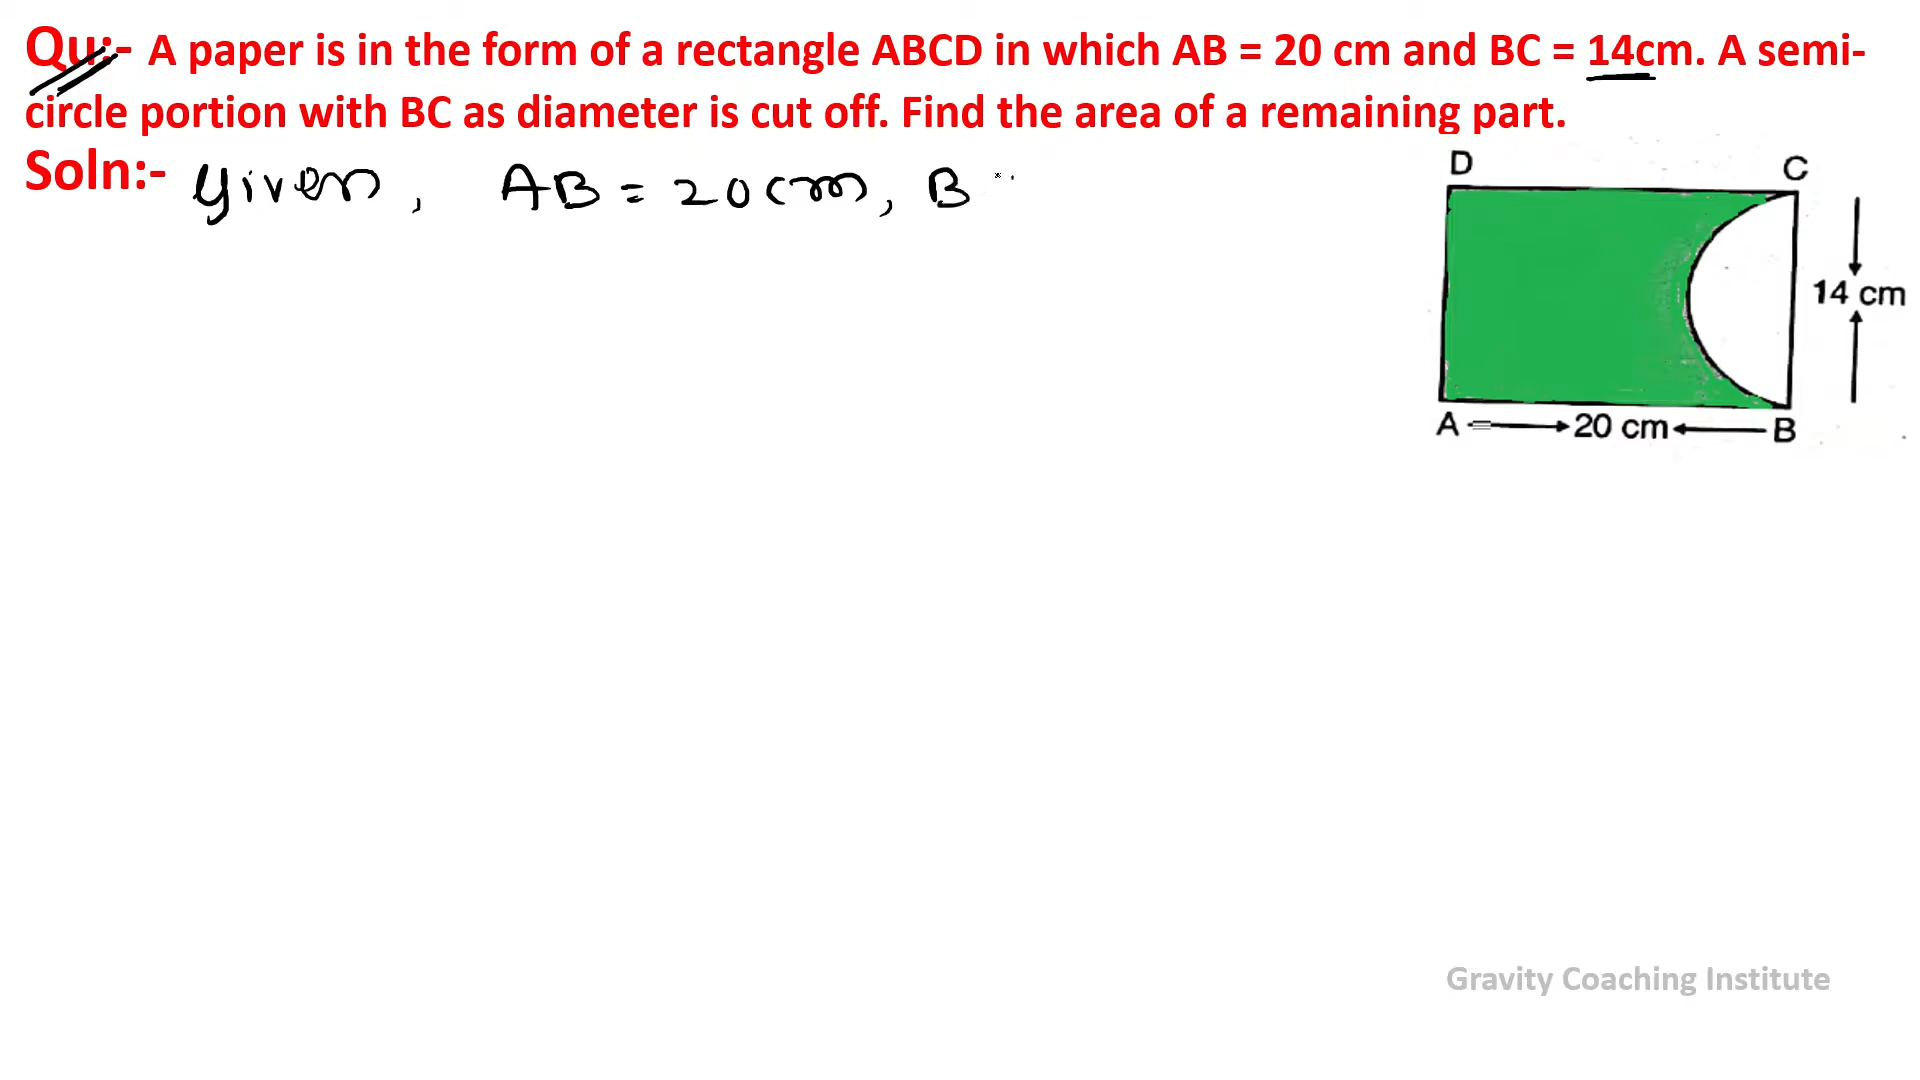 Qu:- A paper is in the form of a rectangle ABCD in which AB = 20 cm and BC = 14cm. A semi-
circle portion with BC as diameter is cut off. Find the area of a remaining part.
Soln:- Given, AB = 20cm, B
D C
14 cm
A 20 cm B
Gravity Coaching Institute